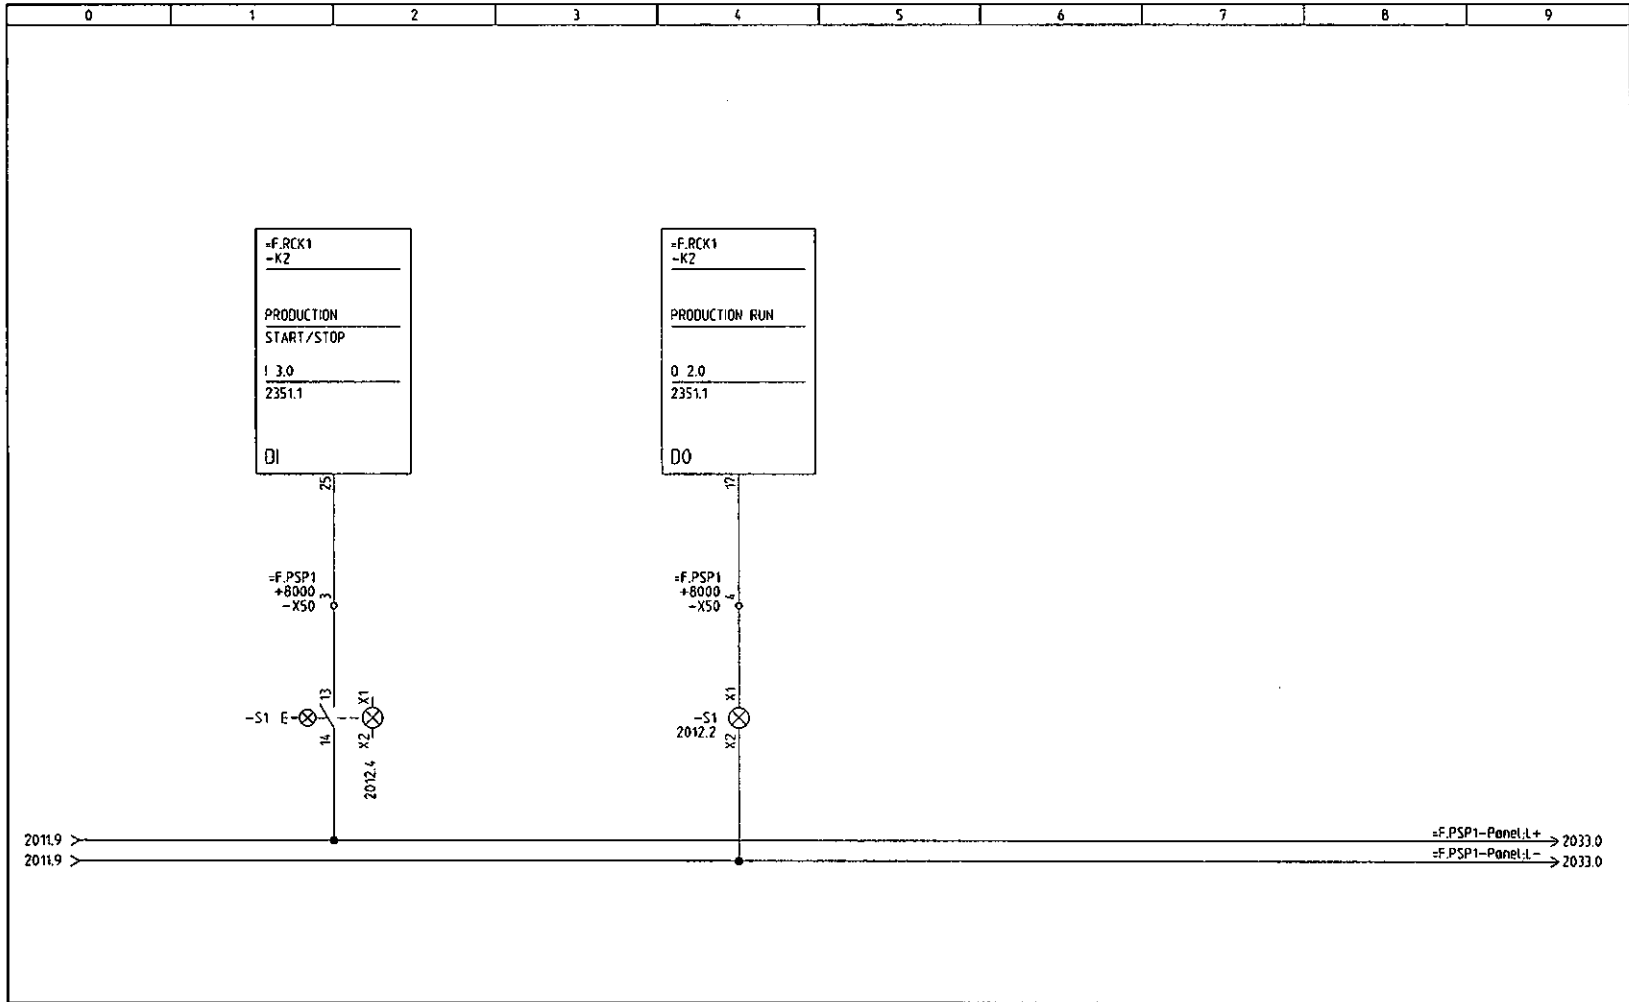 0 1 2 3 4 5 6 7 8 9
=F.RCK1
-K2
PRODUCTION
START/STOP
I 3.0
2351.1
DI
25
=F.RCK1
-K2
PRODUCTION RUN
O 2.0
2351.1
DO
17
=F.PSP1
+8000
-X50
3
=F.PSP1
+8000
-X50
4
-S1 E
13
14
X1
X2
2012.4
-S1
2012.2
X1
X2
2011.9
=F.PSP1-Panel:L+
2033.0
2011.9
=F.PSP1-Panel:L-
2033.0